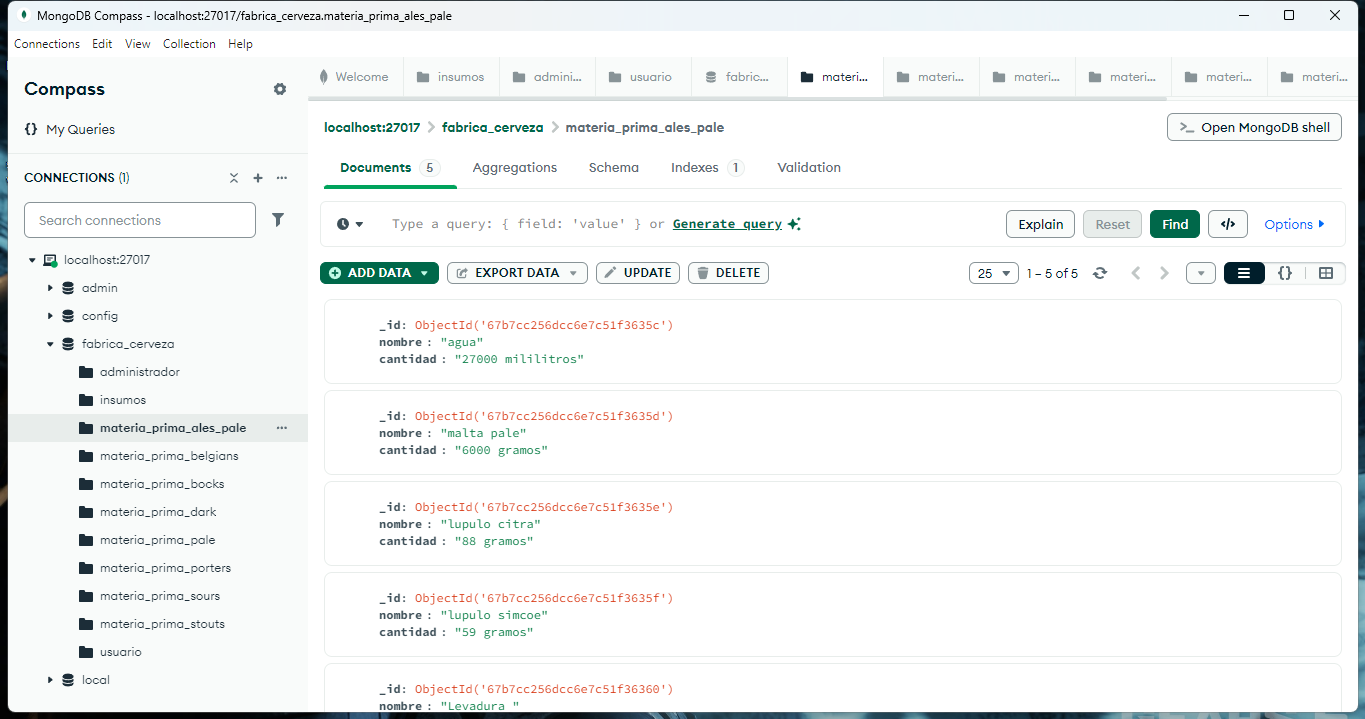 MongoDB Compass - localhost:27017/fabrica_cerveza.materia_prima_ales_pale
Connections Edit View Collection Help
Compass
Welcome insumos admini... usuario fabric... materi... materi... materi... materi... materi... materi...
{} My Queries
localhost:27017 > fabrica_cerveza > materia_prima_ales_pale
>_ Open MongoDB shell
CONNECTIONS (1)
Documents 5 Aggregations Schema Indexes 1 Validation
Search connections
Type a query: { field: 'value' } or Generate query
Explain Reset Find </> Options
ADD DATA EXPORT DATA UPDATE DELETE
25 1 – 5 of 5 {}
localhost:27017
admin
config
fabrica_cerveza
administrador
insumos
materia_prima_ales_pale ...
materia_prima_belgians
materia_prima_bocks
materia_prima_dark
materia_prima_pale
materia_prima_porters
materia_prima_sours
materia_prima_stouts
usuario
local
_id: ObjectId('67b7cc256dcc6e7c51f3635c')
nombre : "agua"
cantidad : "27000 mililitros"
_id: ObjectId('67b7cc256dcc6e7c51f3635d')
nombre : "malta pale"
cantidad : "6000 gramos"
_id: ObjectId('67b7cc256dcc6e7c51f3635e')
nombre : "lupulo citra"
cantidad : "88 gramos"
_id: ObjectId('67b7cc256dcc6e7c51f3635f')
nombre : "lupulo simcoe"
cantidad : "59 gramos"
_id: ObjectId('67b7cc256dcc6e7c51f36360')
nombre : "Levadura "